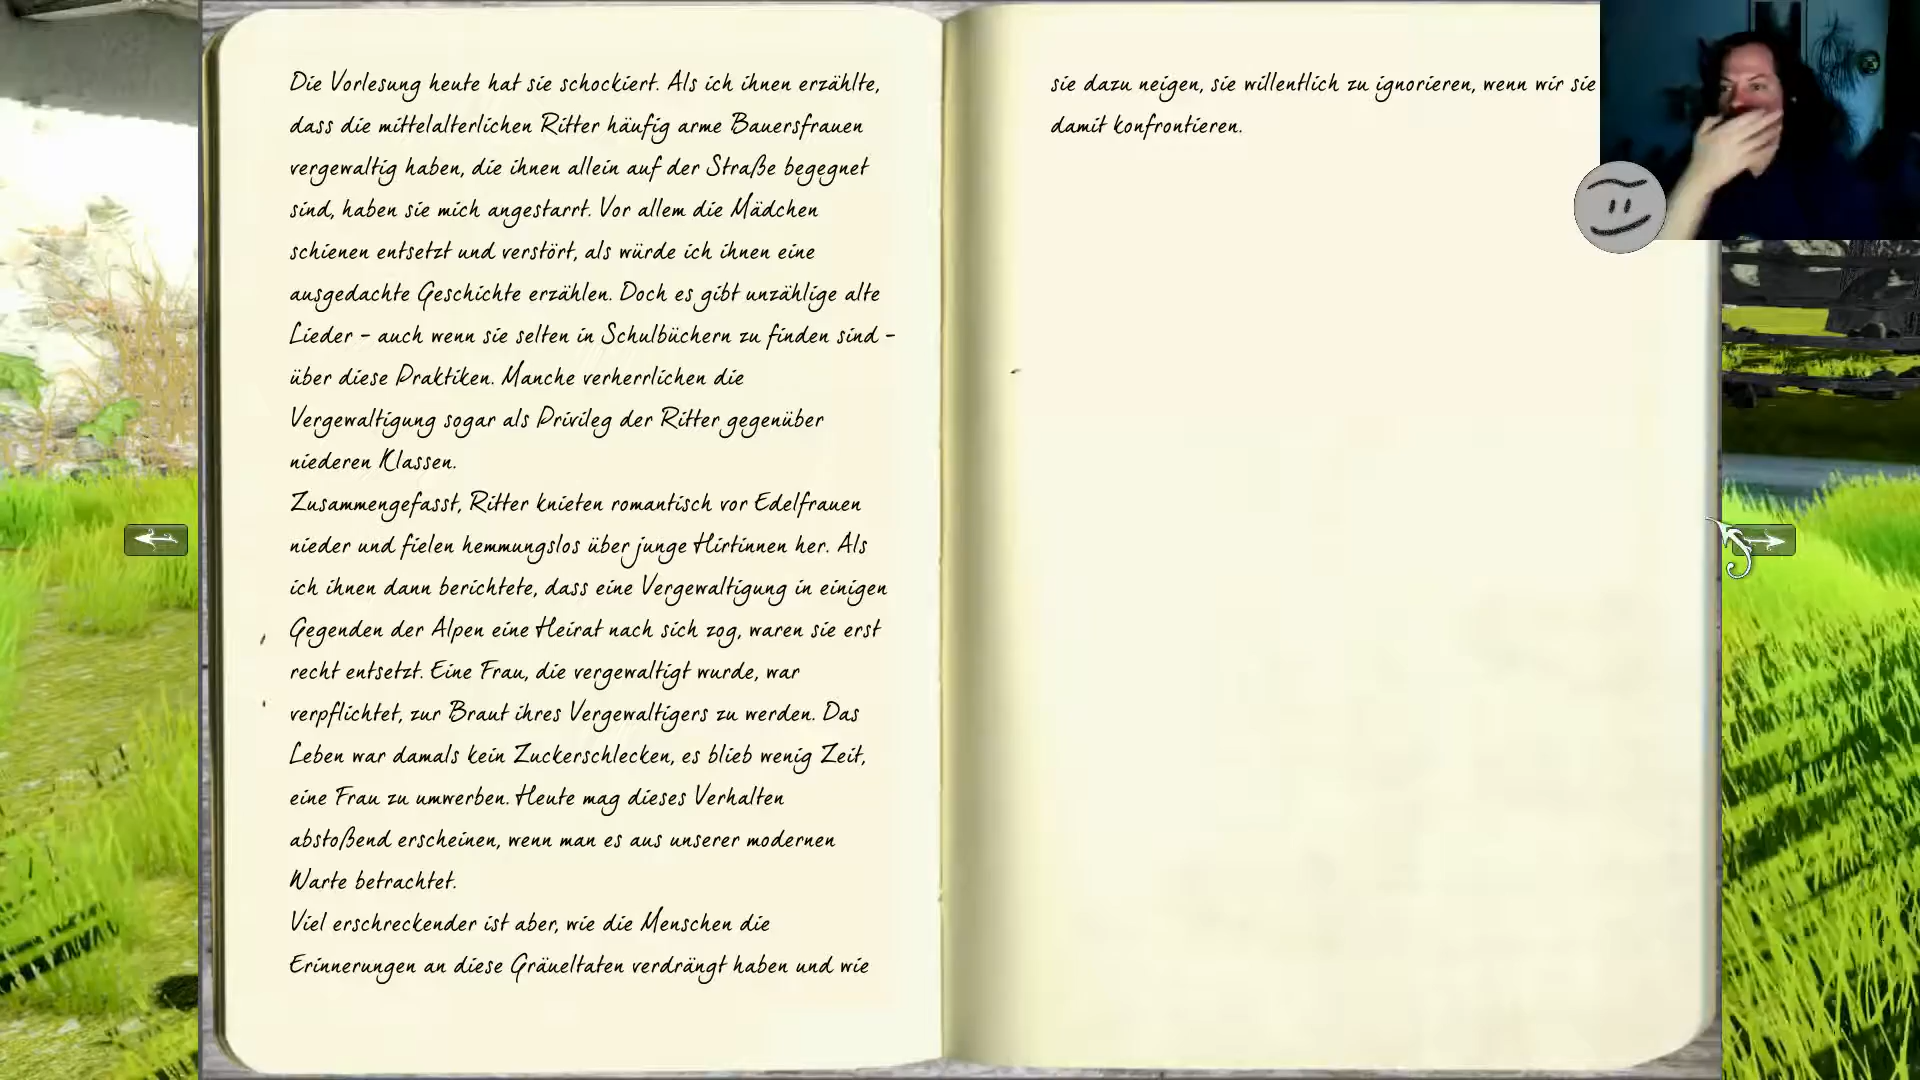 Die Vorlesung heute hat sie schockiert. Als ich ihnen erzählte,
dass die mittelalterlichen Ritter häufig arme Bauersfrauen
vergewaltig haben, die ihnen allein auf der Straße begegnet
sind, haben sie mich angestarrt. Vor allem die Mädchen
schienen entsetzt und verstört, als würde ich ihnen eine
ausgedachte Geschichte erzählen. Doch es gibt unzählige alte
Lieder - auch wenn sie selten in Schulbüchern zu finden sind -
über diese Praktiken. Manche verherrlichen die
Vergewaltigung sogar als Privileg der Ritter gegenüber
niederen Klassen.
Zusammengefasst, Ritter knieten romantisch vor Edelfrauen
nieder und fielen hemmungslos über junge Hirtinnen her. Als
ich ihnen dann berichtete, dass eine Vergewaltigung in einigen
Gegenden der Alpen eine Heirat nach sich zog, waren sie erst
recht entsetzt. Eine Frau, die vergewaltigt wurde, war
verpflichtet, zur Braut ihres Vergewaltigers zu werden. Das
Leben war damals kein Zuckerschlecken, es blieb wenig Zeit,
eine Frau zu umwerben. Heute mag dieses Verhalten
abstoßend erscheinen, wenn man es aus unserer modernen
Warte betrachtet.
Viel erschreckender ist aber, wie die Menschen die
Erinnerungen an diese Gräueltaten verdrängt haben und wie
sie dazu neigen, sie willentlich zu ignorieren, wenn wir sie
damit konfrontieren.